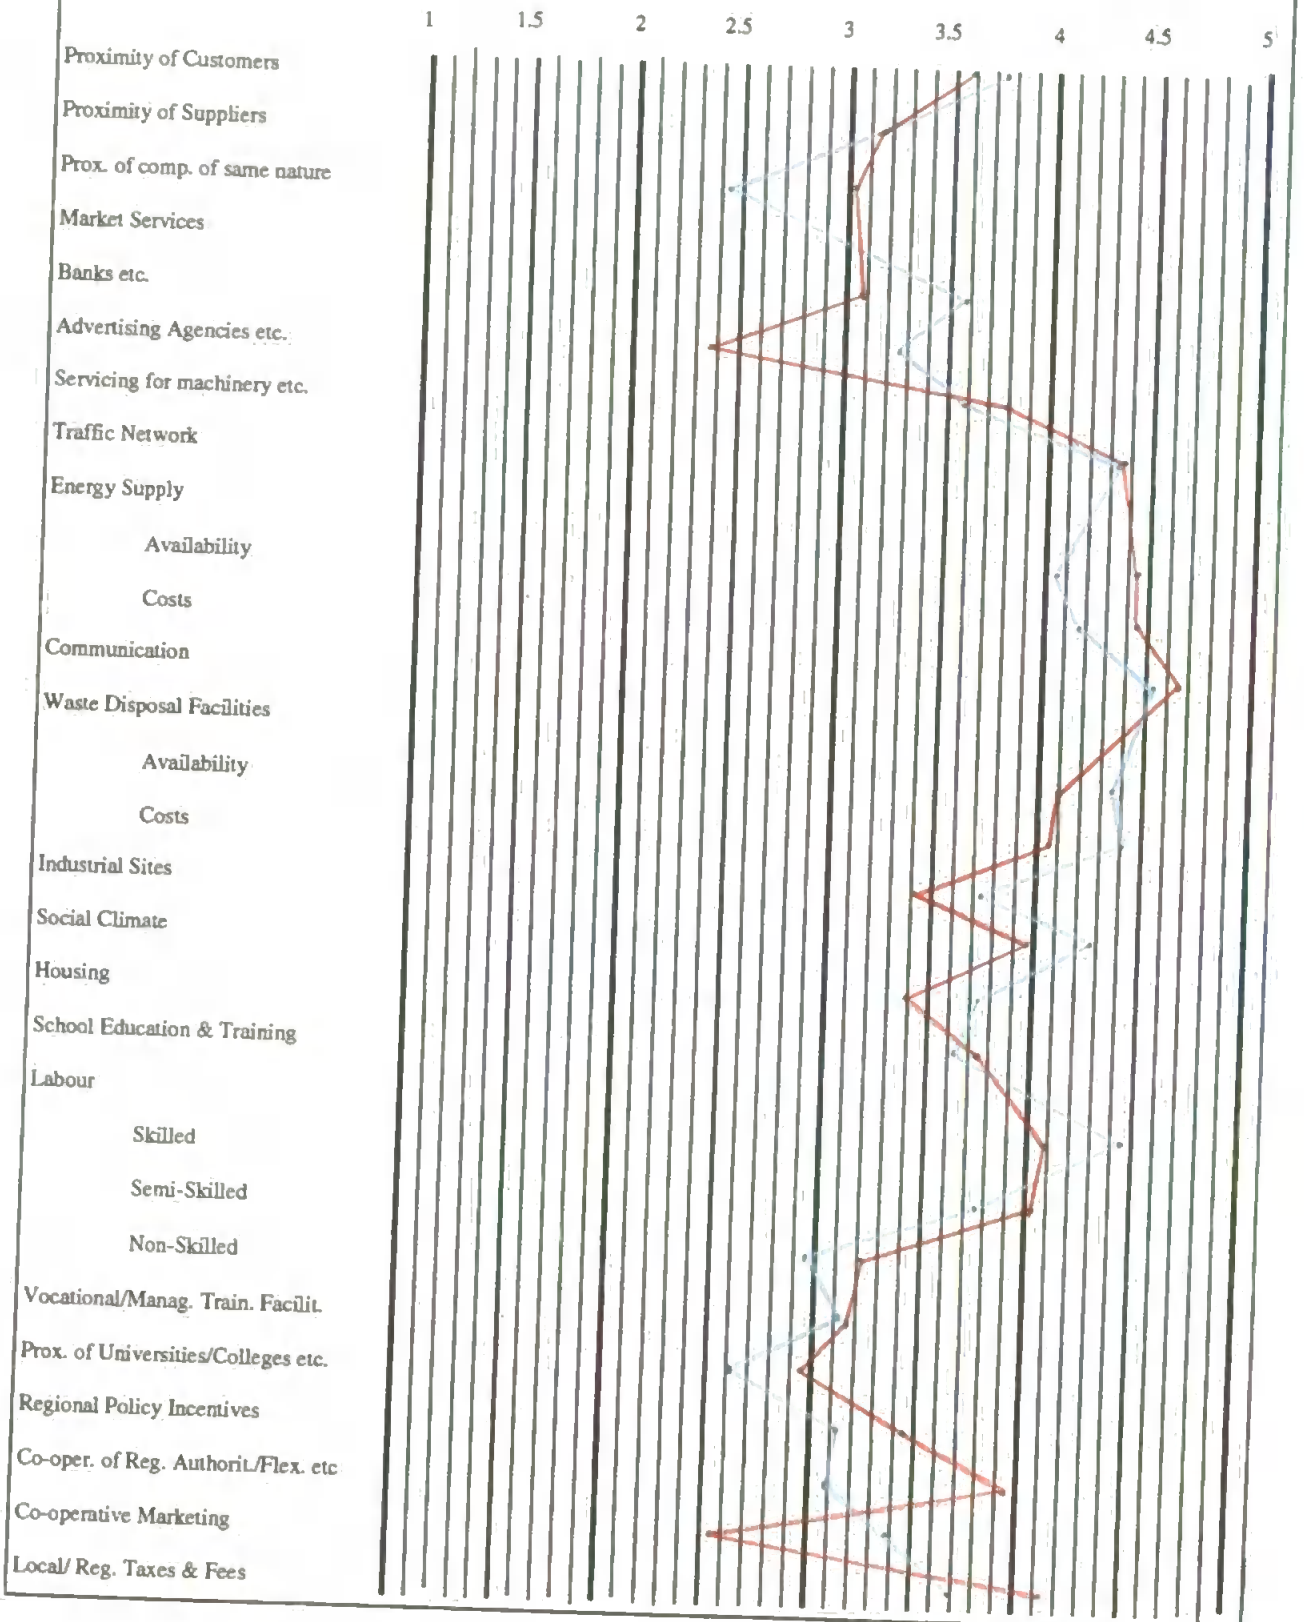 1 1.5 2 2.5 3 3.5 4 4.5 5
Proximity of Customers
Proximity of Suppliers
Prox. of comp. of same nature
Market Services
Banks etc.
Advertising Agencies etc.
Servicing for machinery etc.
Traffic Network
Energy Supply
Availability
Costs
Communication
Waste Disposal Facilities
Availability
Costs
Industrial Sites
Social Climate
Housing
School Education & Training
Labour
Skilled
Semi-Skilled
Non-Skilled
Vocational/Manag. Train. Facilit.
Prox. of Universities/Colleges etc.
Regional Policy Incentives
Co-oper. of Reg. Authorit./Flex. etc
Co-operative Marketing
Local/ Reg. Taxes & Fees